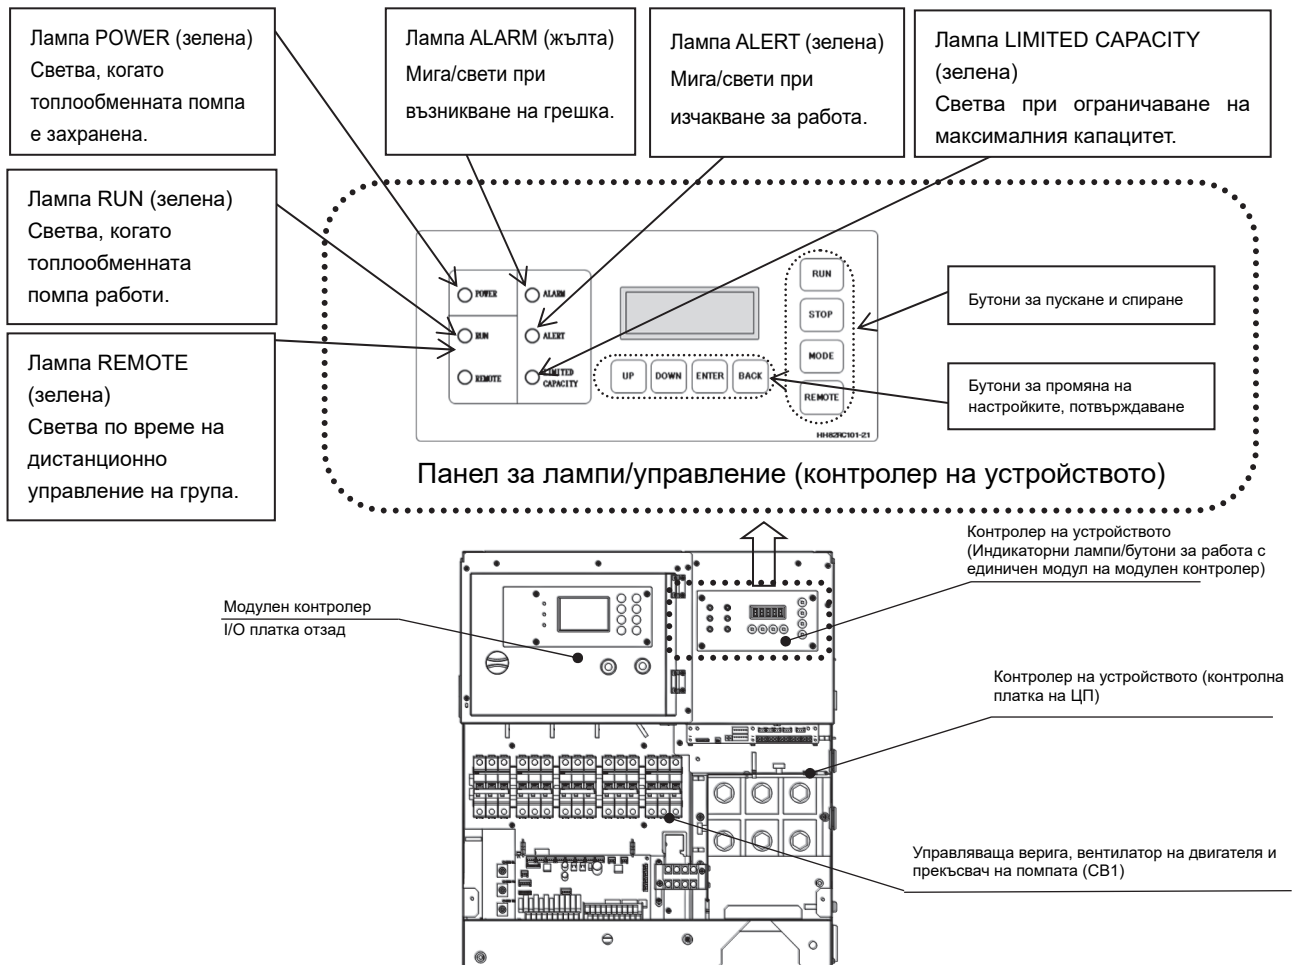 Лампа POWER (зелена)
Светва, когато
топлообменната помпа
е захранена.
Лампа ALARM (жълта)
Мига/свети при
възникване на грешка.
Лампа ALERT (зелена)
Мига/свети при
изчакване за работа.
Лампа LIMITED CAPACITY
(зелена)
Светва при ограничаване на
максималния капацитет.
Лампа RUN (зелена)
Светва, когато
топлообменната
помпа работи.
Лампа REMOTE
(зелена)
Светва по време на
дистанционно
управление на група.
POWER
ALARM
RUN
ALERT
REMOTE
LIMITED
CAPACITY
UP
DOWN
ENTER
BACK
RUN
STOP
MODE
REMOTE
HH82RC101-21
Бутони за пускане и спиране
Бутони за промяна на
настройките, потвърждаване
Панел за лампи/управление (контролер на устройството)
Контролер на устройството
(Индикаторни лампи/бутони за работа с
единичен модул на модулен контролер)
Модулен контролер
I/O платка отзад
Контролер на устройството (контролна
платка на ЦП)
Управляваща верига, вентилатор на двигателя и
прекъсвач на помпата (CB1)